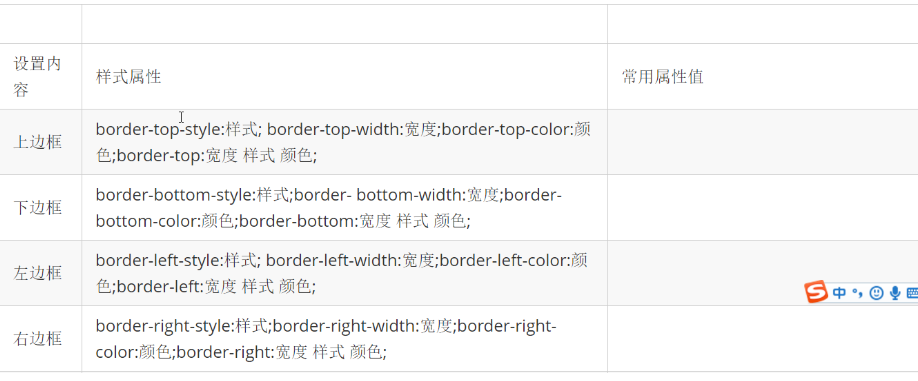 设置内容
样式属性
常用属性值
上边框
border-top-style:样式; border-top-width:宽度;border-top-color:颜
色;border-top:宽度 样式 颜色;
下边框
border-bottom-style:样式;border- bottom-width:宽度;border-
bottom-color:颜色;border-bottom:宽度 样式 颜色;
左边框
border-left-style:样式; border-left-width:宽度;border-left-color:颜
色;border-left:宽度 样式 颜色;
右边框
border-right-style:样式;border-right-width:宽度;border-right-
color:颜色;border-right:宽度 样式 颜色;
S中